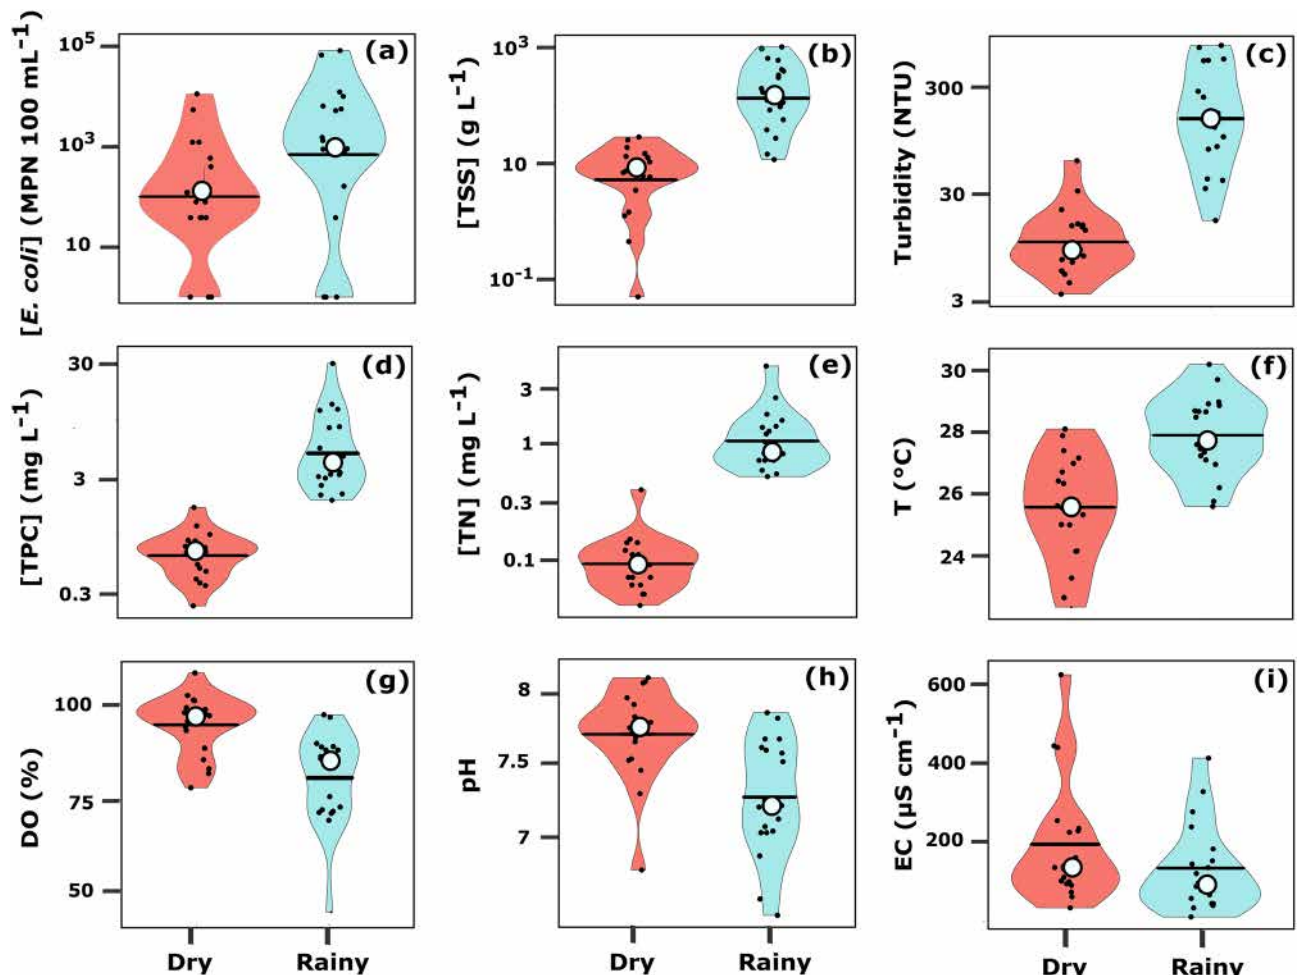 [E. coli] (MPN 100 mL⁻¹)
10⁵
10³
10
(a)
[TSS] (g L⁻¹)
10³
10
10⁻¹
(b)
Turbidity (NTU)
300
30
3
(c)
[TPC] (mg L⁻¹)
30
3
0.3
(d)
[TN] (mg L⁻¹)
3
1
0.3
0.1
(e)
T (°C)
30
28
26
24
(f)
DO (%)
100
75
50
(g)
Dry Rainy
pH
8
7.5
7
(h)
Dry Rainy
EC (µS cm⁻¹)
600
400
200
(i)
Dry Rainy